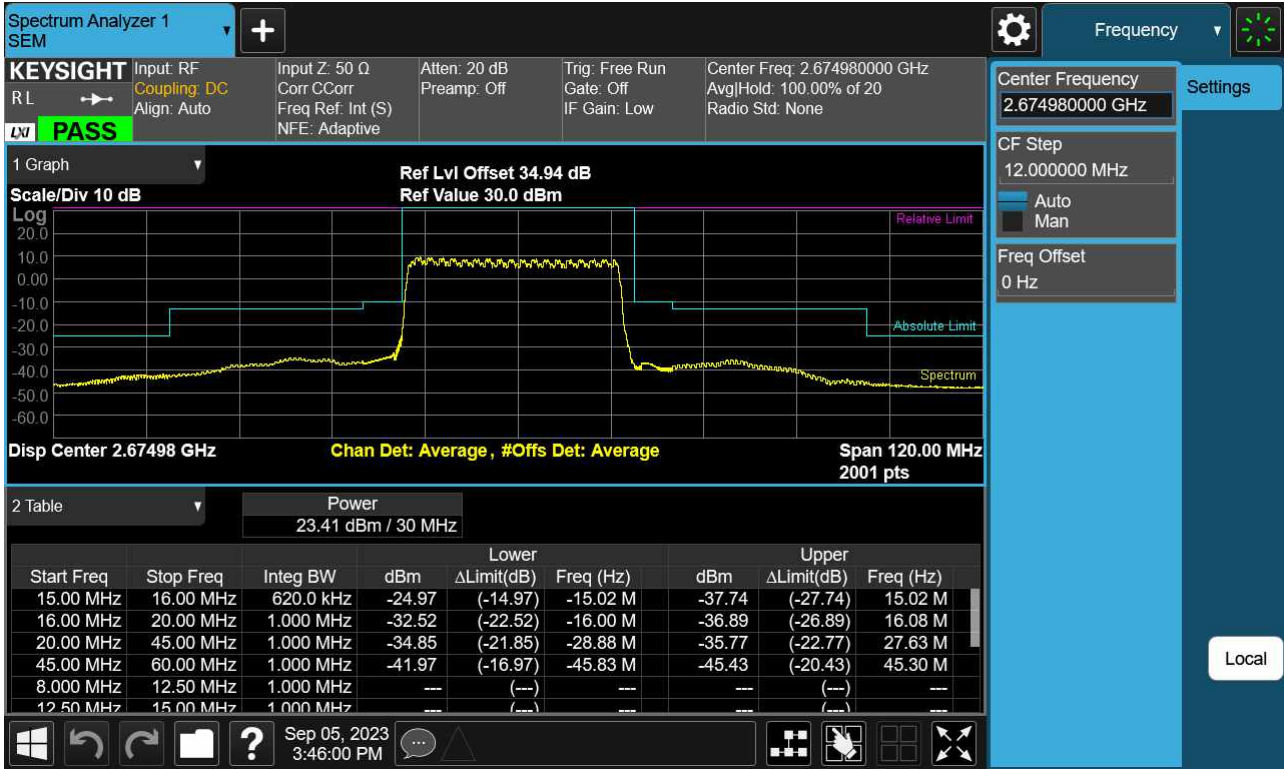 Spectrum Analyzer 1
SEM
Frequency
KEYSIGHT
R L
LXI
PASS
Input: RF
Coupling: DC
Align: Auto
Input Z: 50 Ω
Corr CCorr
Freq Ref: Int (S)
NFE: Adaptive
Atten: 20 dB
Preamp: Off
Trig: Free Run
Gate: Off
IF Gain: Low
Center Freq: 2.674980000 GHz
Avg|Hold: 100.00% of 20
Radio Std: None
Center Frequency
2.674980000 GHz
Settings
CF Step
12.000000 MHz
Auto
Man
Freq Offset
0 Hz
1 Graph
Scale/Div 10 dB
Ref Lvl Offset 34.94 dB
Ref Value 30.0 dBm
Log
20.0
10.0
0.00
-10.0
-20.0
-30.0
-40.0
-50.0
-60.0
Relative Limit
Absolute Limit
Spectrum
Disp Center 2.67498 GHz
Chan Det: Average , #Offs Det: Average
Span 120.00 MHz
2001 pts
2 Table
Power
23.41 dBm / 30 MHz
Lower Upper
Start Freq Stop Freq Integ BW dBm ΔLimit(dB) Freq (Hz) dBm ΔLimit(dB) Freq (Hz)
15.00 MHz 16.00 MHz 620.0 kHz -24.97 (-14.97) -15.02 M -37.74 (-27.74) 15.02 M
16.00 MHz 20.00 MHz 1.000 MHz -32.52 (-22.52) -16.00 M -36.89 (-26.89) 16.08 M
20.00 MHz 45.00 MHz 1.000 MHz -34.85 (-21.85) -28.88 M -35.77 (-22.77) 27.63 M
45.00 MHz 60.00 MHz 1.000 MHz -41.97 (-16.97) -45.83 M -45.43 (-20.43) 45.30 M
8.000 MHz 12.50 MHz 1.000 MHz --- (---) --- --- (---) ---
12.50 MHz 15.00 MHz 1.000 MHz --- (---) --- --- (---) ---
Local
Sep 05, 2023
3:46:00 PM